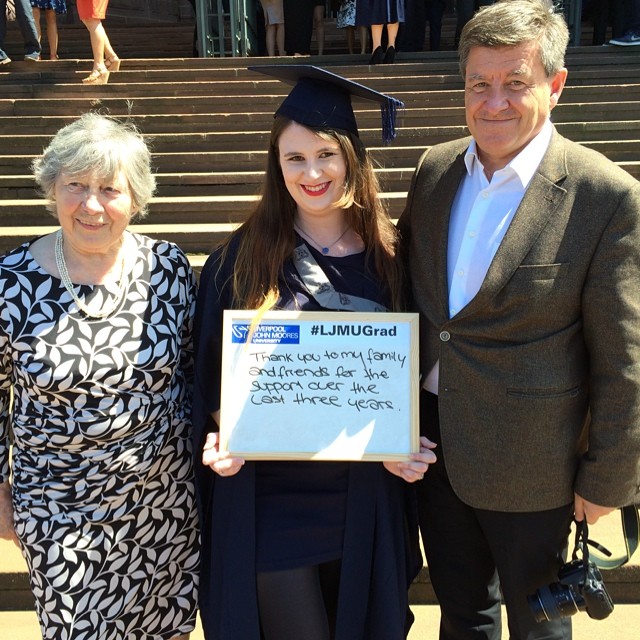 LIVERPOOL
JOHN MOORES
UNIVERSITY
#LJMUGrad
Thank you to my family
and friends for the
support over the
last three years.